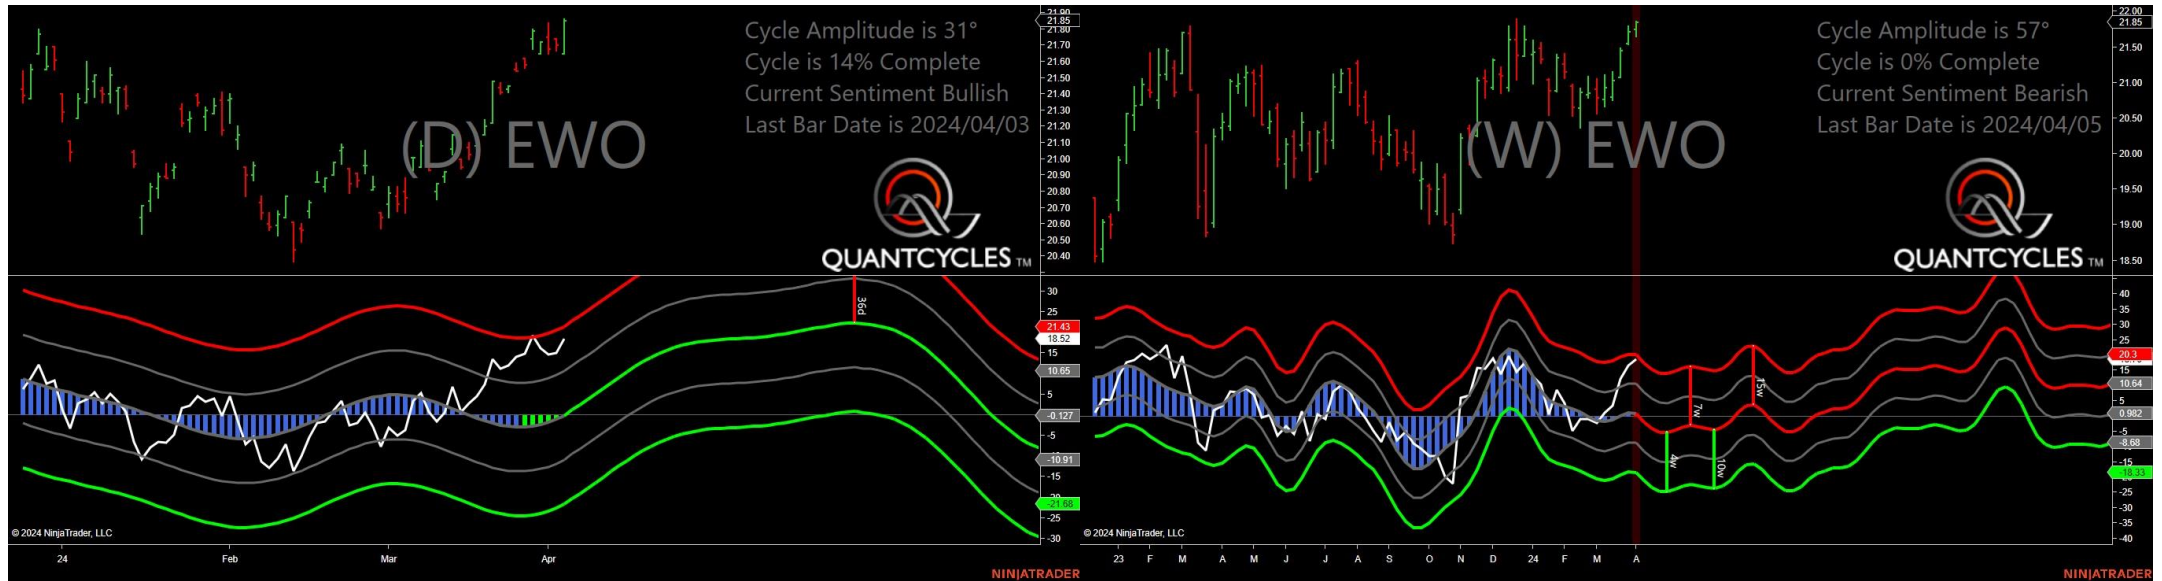 Cycle Amplitude is 31°
Cycle is 14% Complete
Current Sentiment Bullish
Last Bar Date is 2024/04/03
(D) EWO
QUANTCYCLES TM
21.90
21.85
21.80
21.70
21.60
21.50
21.40
21.30
21.20
21.10
21.00
20.90
20.80
20.70
20.60
20.50
20.40
36d
30
25
21.43
18.52
15
10.65
5
-0.127
-5
-10.91
-15
-20
-21.68
-25
-30
© 2024 NinjaTrader, LLC
24 Feb Mar Apr
NINJATRADER
Cycle Amplitude is 57°
Cycle is 0% Complete
Current Sentiment Bearish
Last Bar Date is 2024/04/05
(W) EWO
QUANTCYCLES TM
22.00
21.85
21.50
21.00
20.50
20.00
19.50
19.00
18.50
7w
15w
4w
10w
40
35
30
25
20.3
15
10.64
5
0.982
-5
-8.68
-15
-18.33
-25
-30
-35
-40
© 2024 NinjaTrader, LLC
23 F M A M J J A S O N D 24 F M A
NINJATRADER